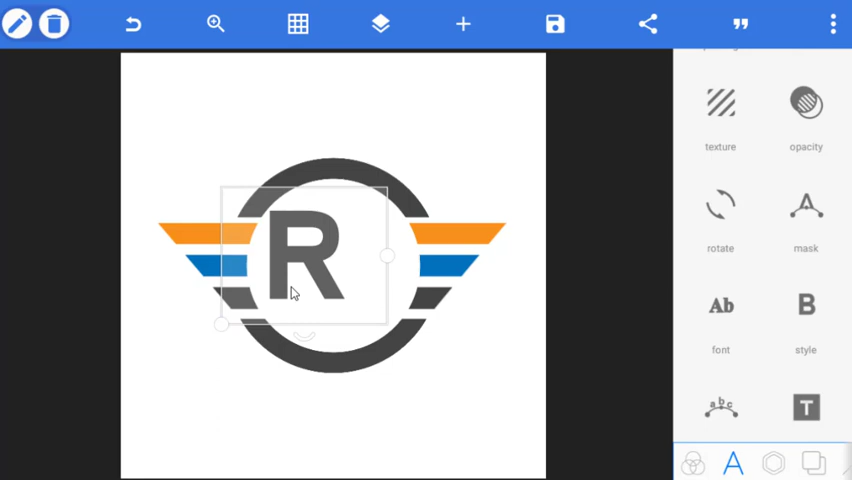 R
texture
opacity
rotate
mask
Ab
B
font
style
abc
T
A